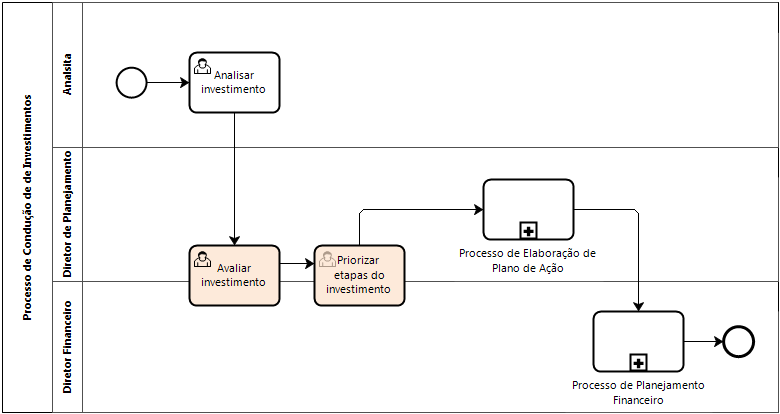 Processo de Condução de de Investimentos
Analsita
Analisar
investimento
Diretor de Planejamento
Avaliar
investimento
Priorizar
etapas do
investimento
Processo de Elaboração de
Plano de Ação
Diretor Financeiro
Processo de Planejamento
Financeiro